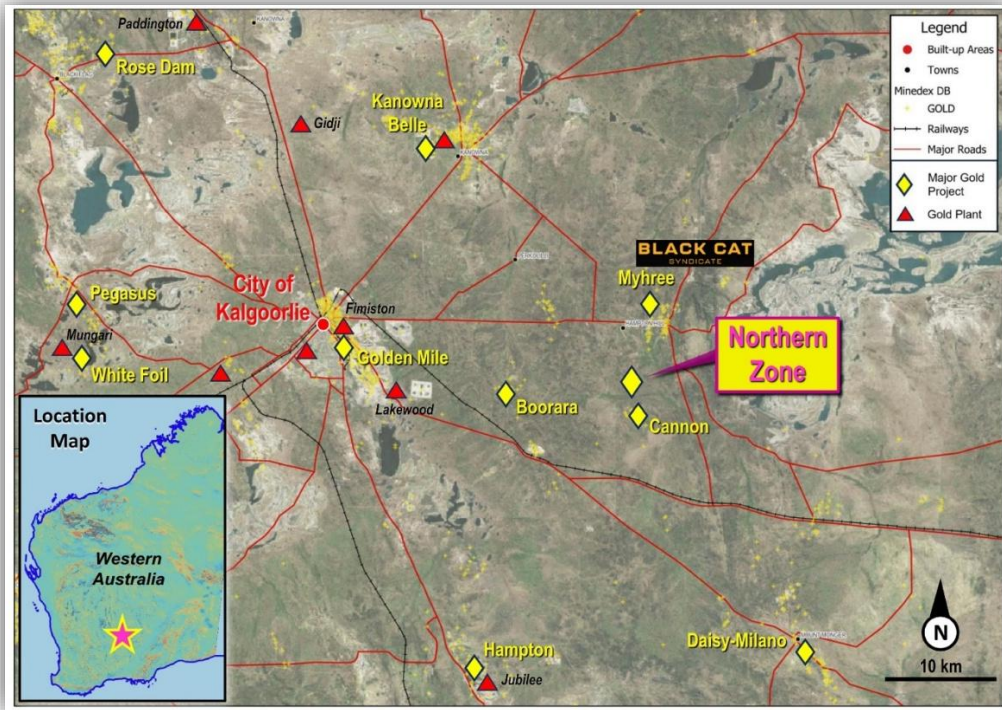 Paddington
KANOWNA
Rose Dam
Gidji
Kanowna
Belle
KANOWNA
Legend
Built-up Areas
Towns
Minedex DB
GOLD
Railways
Major Roads
Major Gold
Project
Gold Plant
BLACK CAT
SYNDICATE
Myhree
Pegasus
City of
Kalgoorlie
Fimiston
Mungari
White Foil
Golden Mile
Lakewood
Boorara
Northern
Zone
Cannon
Location
Map
Western
Australia
Hampton
Jubilee
Daisy-Milano
N
10 km